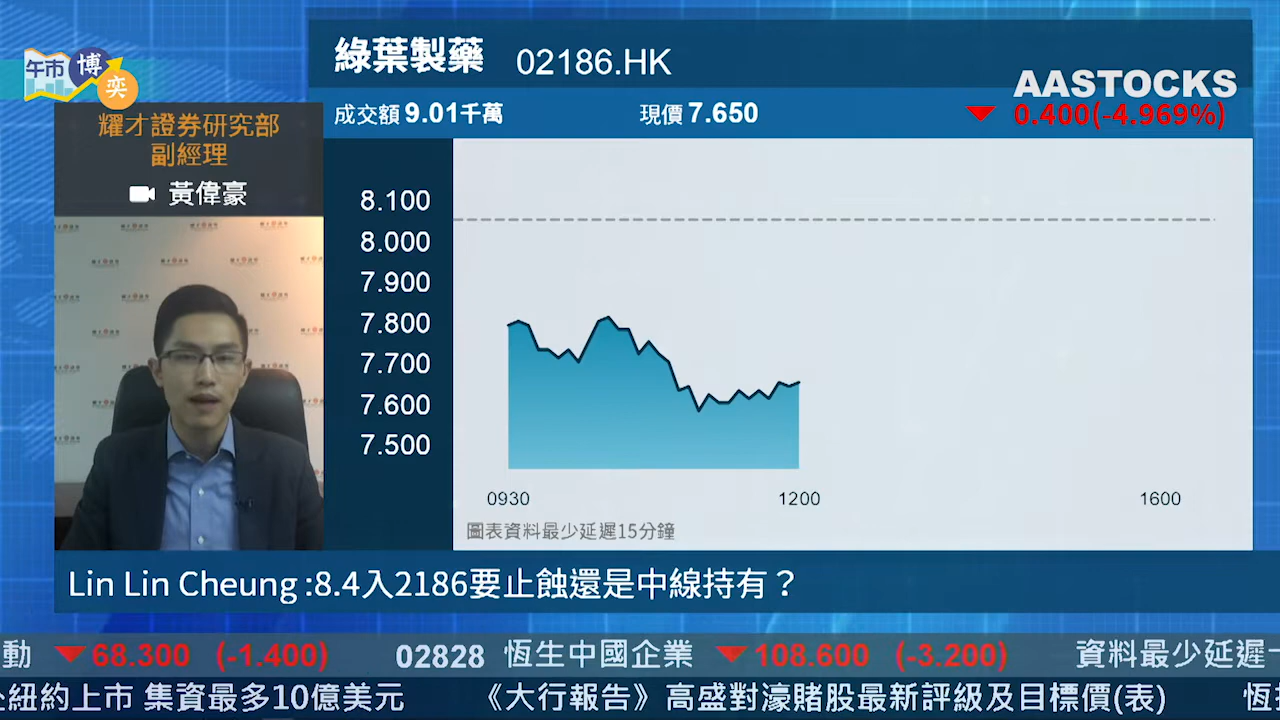 午市
博
奕
綠葉製藥 02186.HK
AASTOCKS
成交額 9.01千萬 現價 7.650 0.400(-4.969%)
耀才證券研究部
副經理
黃偉豪
8.100
8.000
7.900
7.800
7.700
7.600
7.500
0930 1200 1600
圖表資料最少延遲15分鐘
Lin Lin Cheung :8.4入2186要止蝕還是中線持有？
動 68.300 (-1.400) 02828 恆生中國企業 108.600 (-3.200) 資料最少延遲
紐約上市 集資最多10億美元 《大行報告》高盛對濠賭股最新評級及目標價(表) 恆